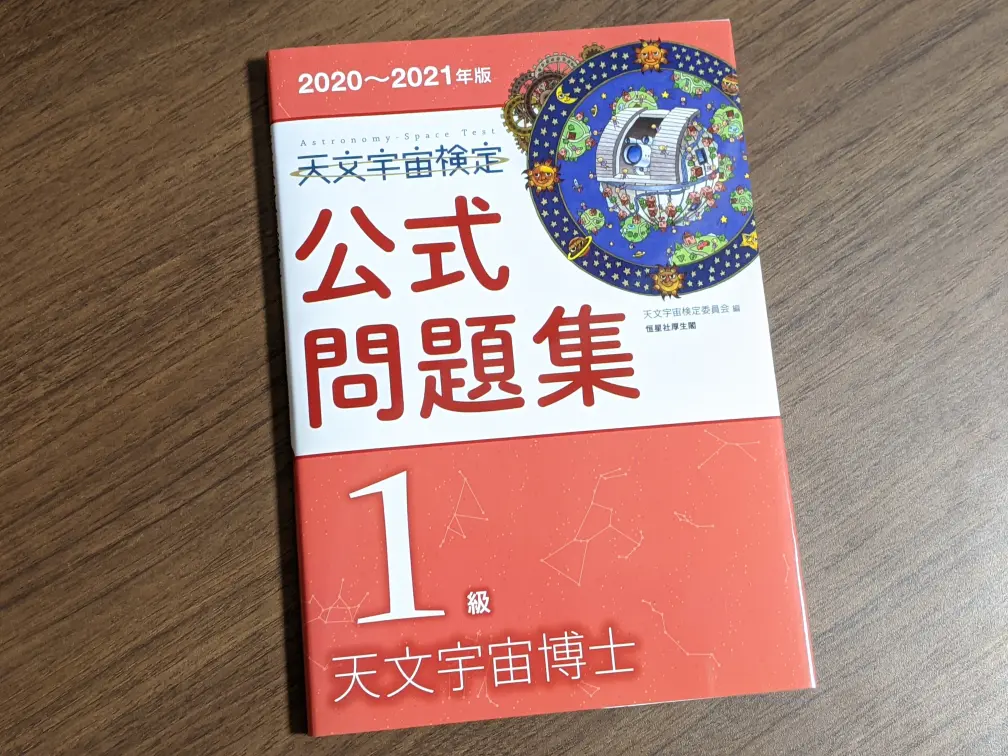 2020〜2021年版
Astronomy-Space Test
天文宇宙検定
公式
問題集
天文宇宙検定委員会 編
恒星社厚生閣
1級
天文宇宙博士